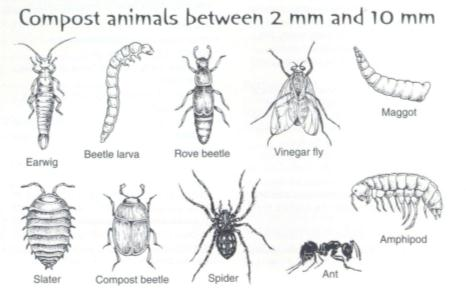 Compost animals between 2 mm and 10 mm
Earwig
Beetle larva
Rove beetle
Vinegar fly
Maggot
Slater
Compost beetle
Spider
Ant
Amphipod